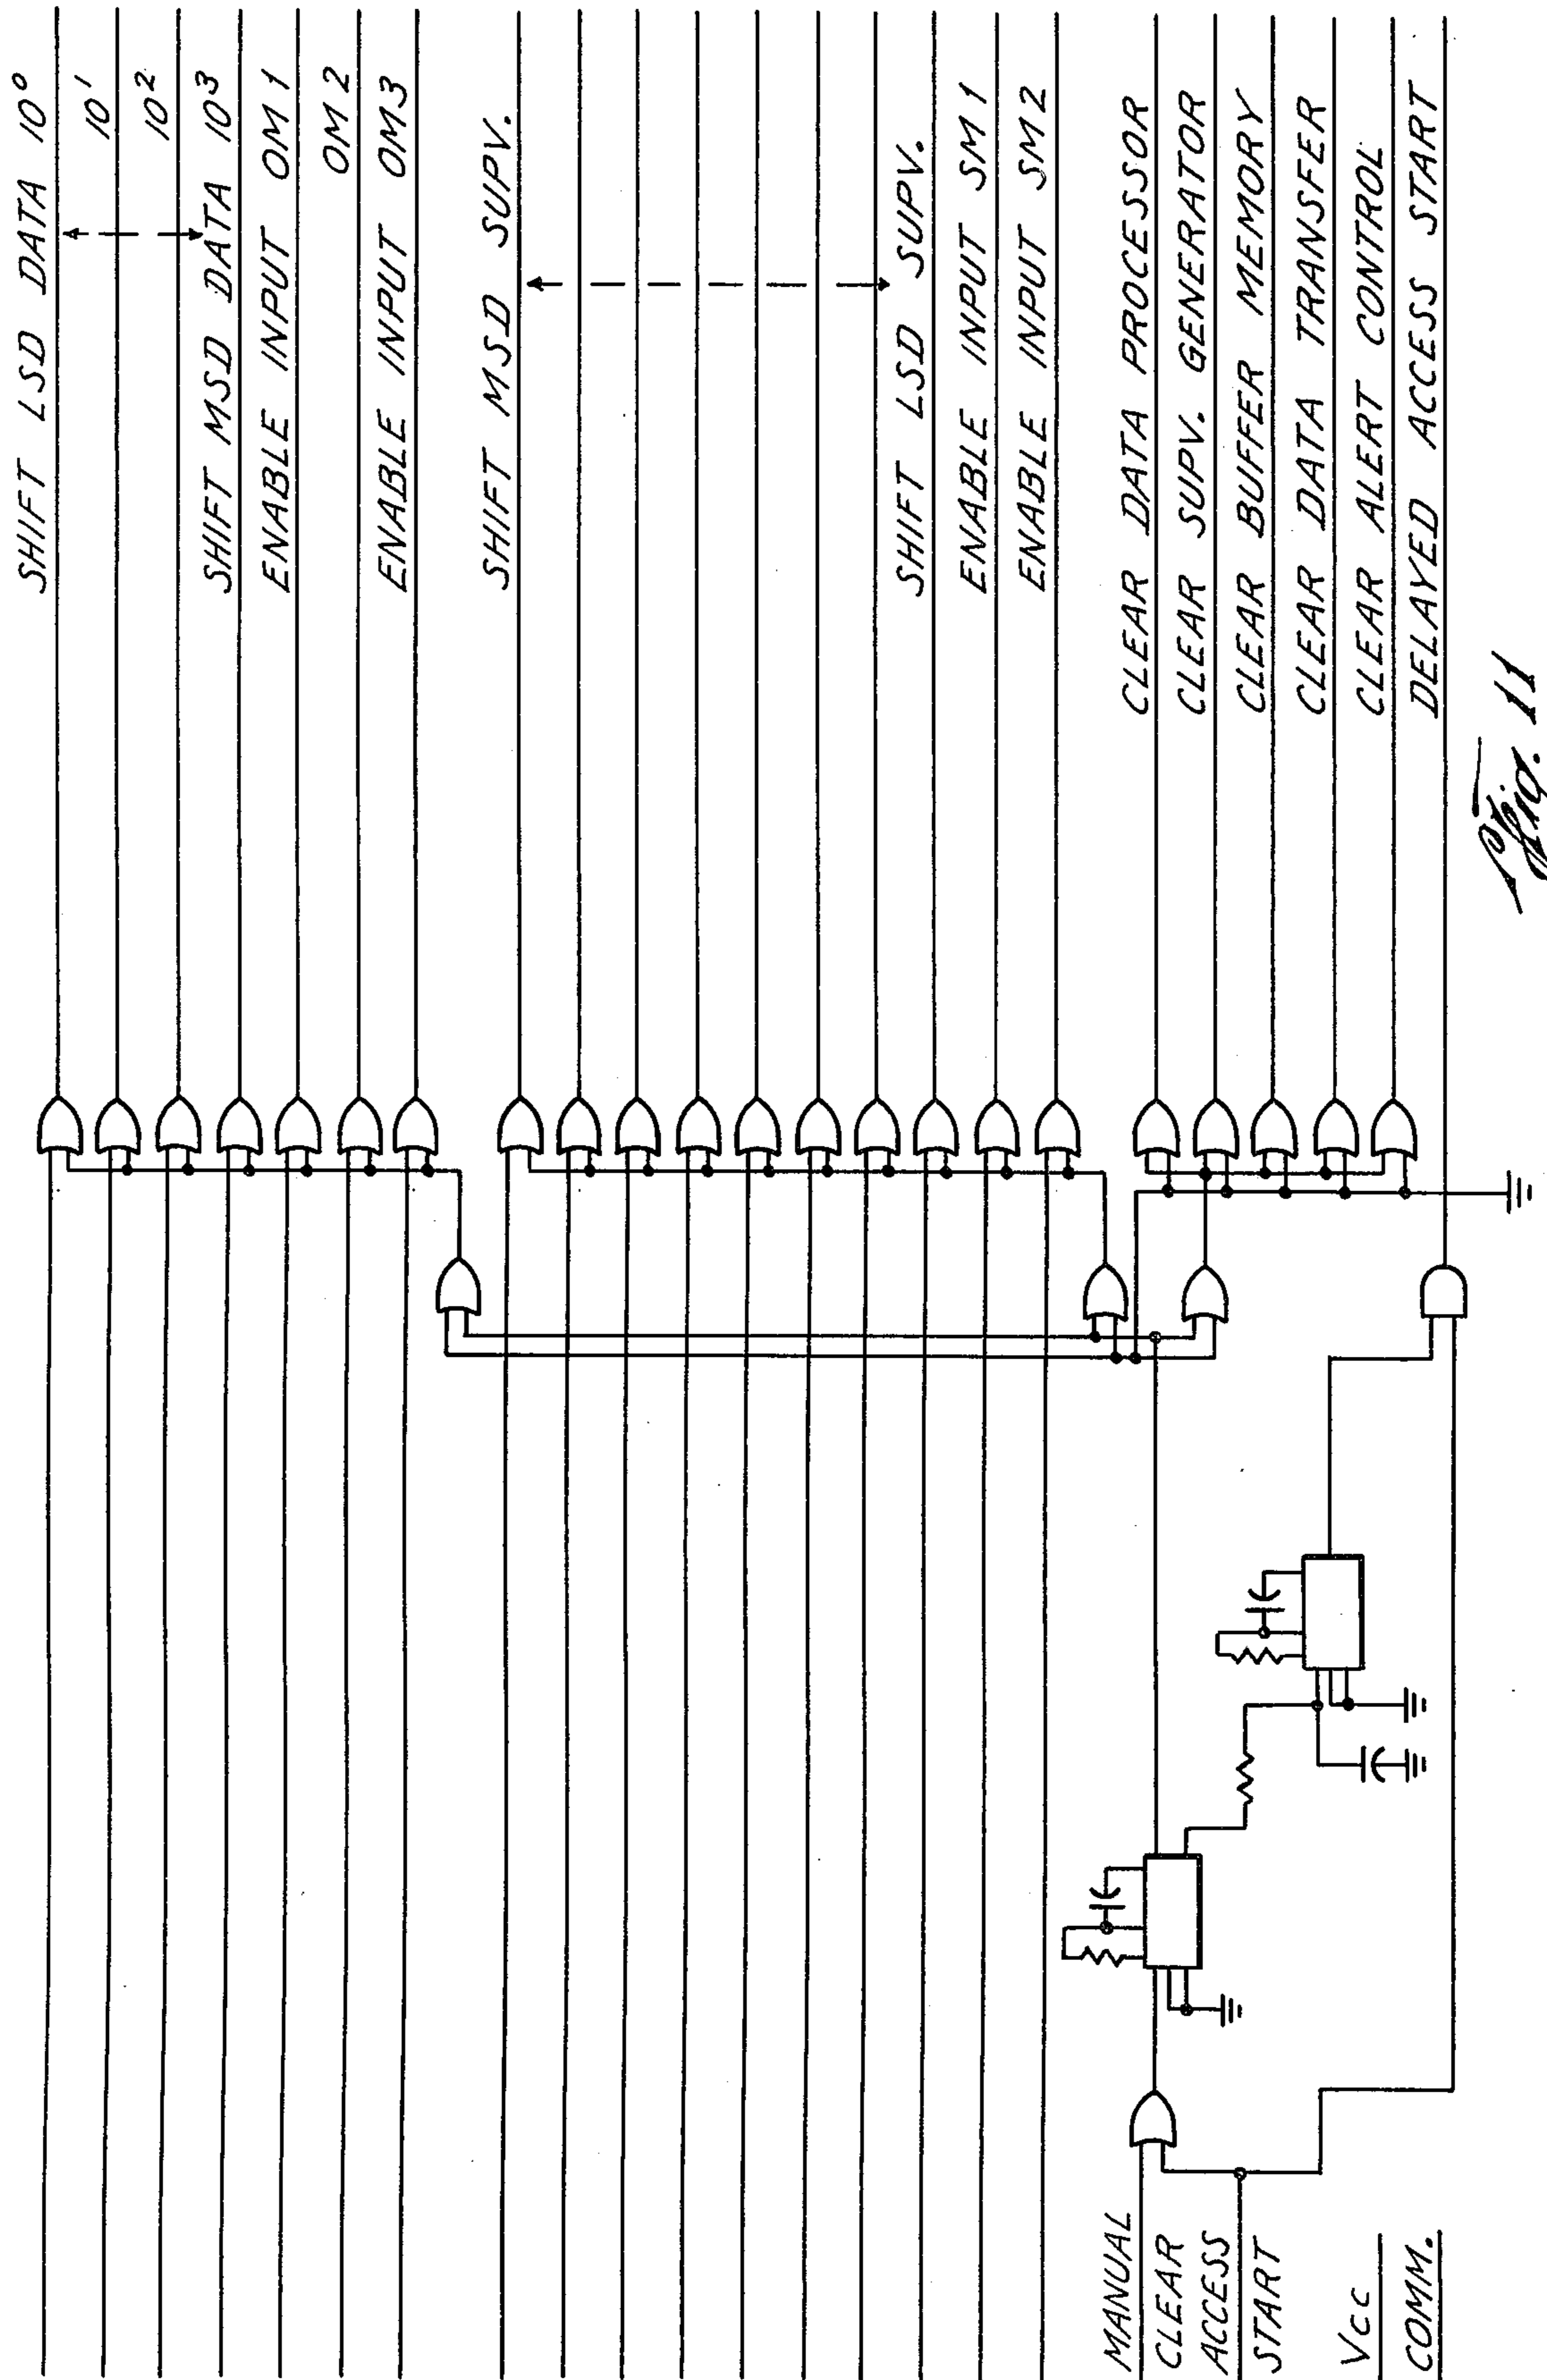 SHIFT LSD DATA 10⁰
10¹
10²
SHIFT MSD DATA 10³
ENABLE INPUT OM1
OM2
ENABLE INPUT OM3
SHIFT MSD SUPV.
SHIFT LSD SUPV.
ENABLE INPUT SM1
ENABLE INPUT SM2
CLEAR DATA PROCESSOR
CLEAR SUPV. GENERATOR
CLEAR BUFFER MEMORY
CLEAR DATA TRANSFER
CLEAR ALERT CONTROL
DELAYED ACCESS START
MANUAL
CLEAR
ACCESS
START
Vcc
COMM.
Fig. 11